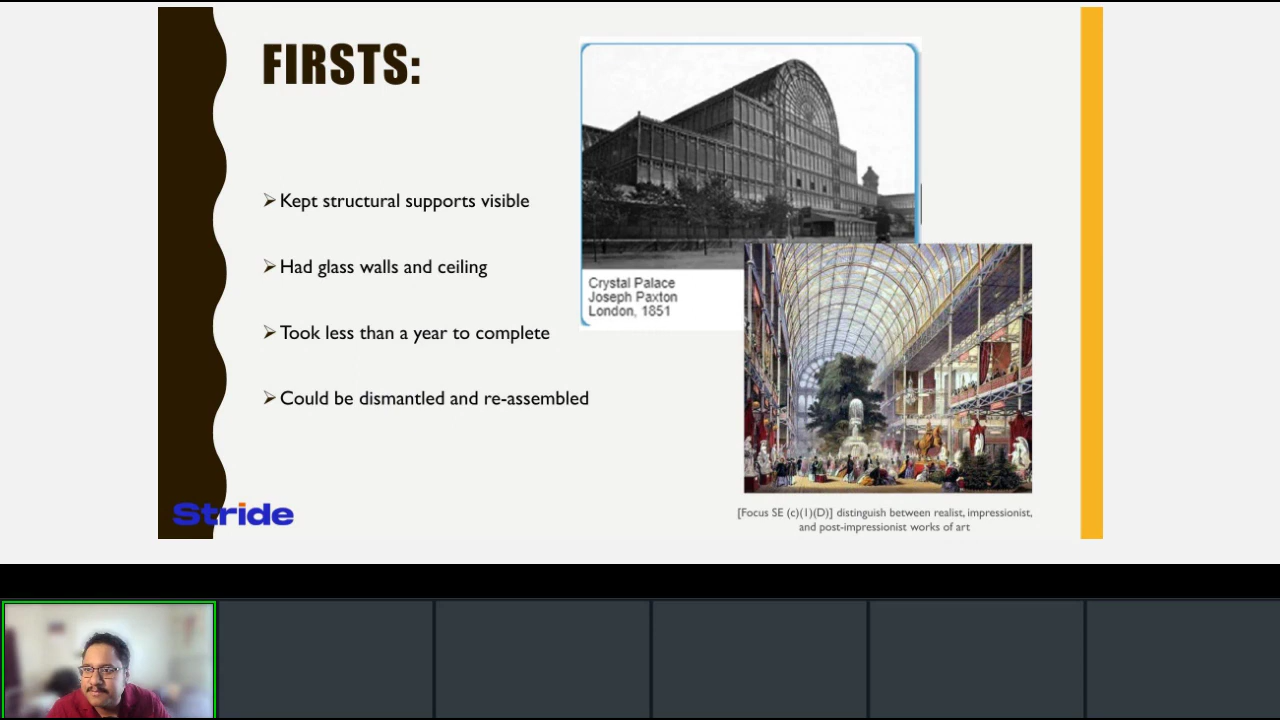 FIRSTS:
➢ Kept structural supports visible
➢ Had glass walls and ceiling
➢ Took less than a year to complete
➢ Could be dismantled and re-assembled
Crystal Palace
Joseph Paxton
London, 1851
Stride
[Focus SE (c)(1)(D)] distinguish between realist, impressionist,
and post-impressionist works of art